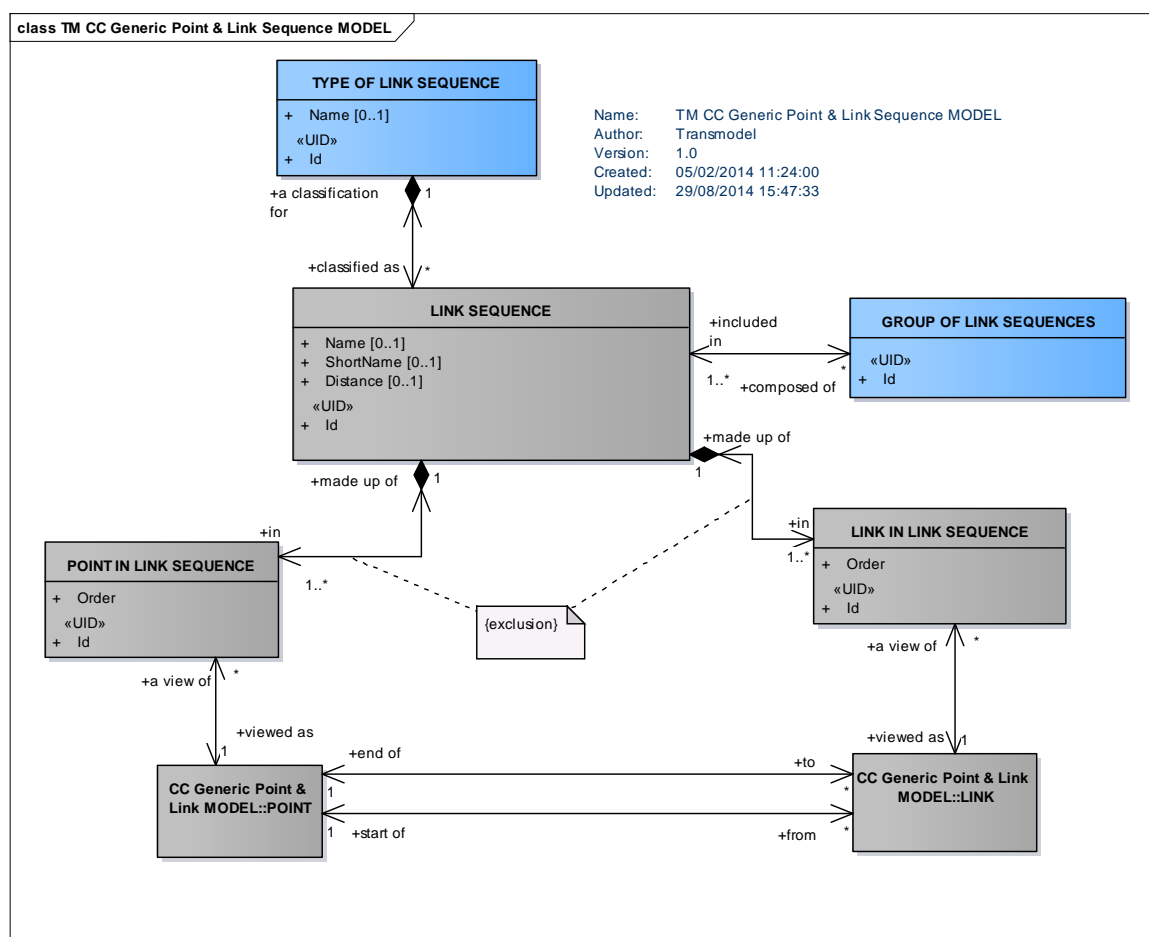 class TM CC Generic Point & Link Sequence MODEL
TYPE OF LINK SEQUENCE
+ Name [0..1]
«UID»
+ Id
Name: TM CC Generic Point & Link Sequence MODEL
Author: Transmodel
Version: 1.0
Created: 05/02/2014 11:24:00
Updated: 29/08/2014 15:47:33
+a classification
for
1
+classified as
*
LINK SEQUENCE
+ Name [0..1]
+ ShortName [0..1]
+ Distance [0..1]
«UID»
+ Id
+included
in
1..*
+composed of
*
GROUP OF LINK SEQUENCES
«UID»
+ Id
+made up of
1
+made up of
1
+in
1..*
+in
1..*
POINT IN LINK SEQUENCE
+ Order
«UID»
+ Id
LINK IN LINK SEQUENCE
+ Order
«UID»
+ Id
{exclusion}
+a view of
*
+viewed as
1
+a view of
*
+viewed as
1
CC Generic Point &
Link MODEL::POINT
+end of
1
+to
*
1
+start of
+from
*
CC Generic Point & Link
MODEL::LINK